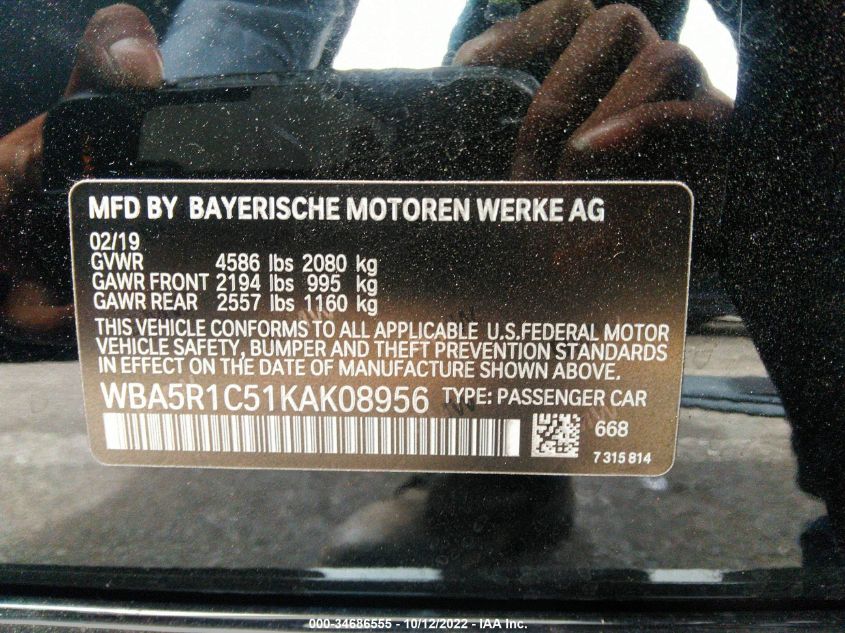 MFD BY BAYERISCHE MOTOREN WERKE AG
02/19
GVWR 4586 lbs 2080 kg
GAWR FRONT 2194 lbs 995 kg
GAWR REAR 2557 lbs 1160 kg
THIS VEHICLE CONFORMS TO ALL APPLICABLE U.S.FEDERAL MOTOR
VEHICLE SAFETY, BUMPER AND THEFT PREVENTION STANDARDS
IN EFFECT ON THE DATE OF MANUFACTURE SHOWN ABOVE.
WBA5R1C51KAK08956 TYPE: PASSENGER CAR
668
7 315 814
000-34686555 - 10/12/2022 - IAA Inc.